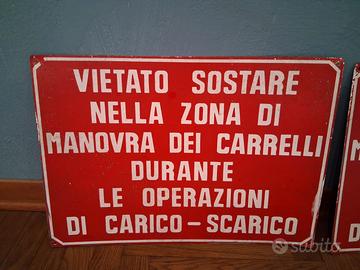 VIETATO SOSTARE
NELLA ZONA DI
MANOVRA DEI CARRELLI
DURANTE
LE OPERAZIONI
DI CARICO-SCARICO
subito